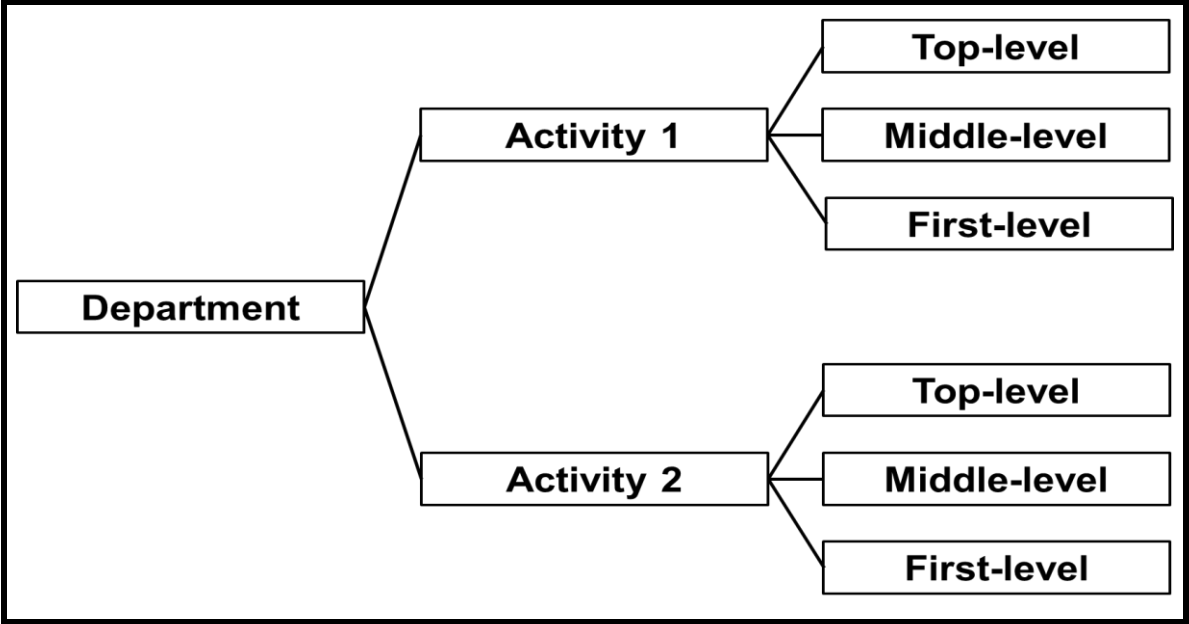 Top-level
Activity 1
Middle-level
First-level
Department
Top-level
Activity 2
Middle-level
First-level